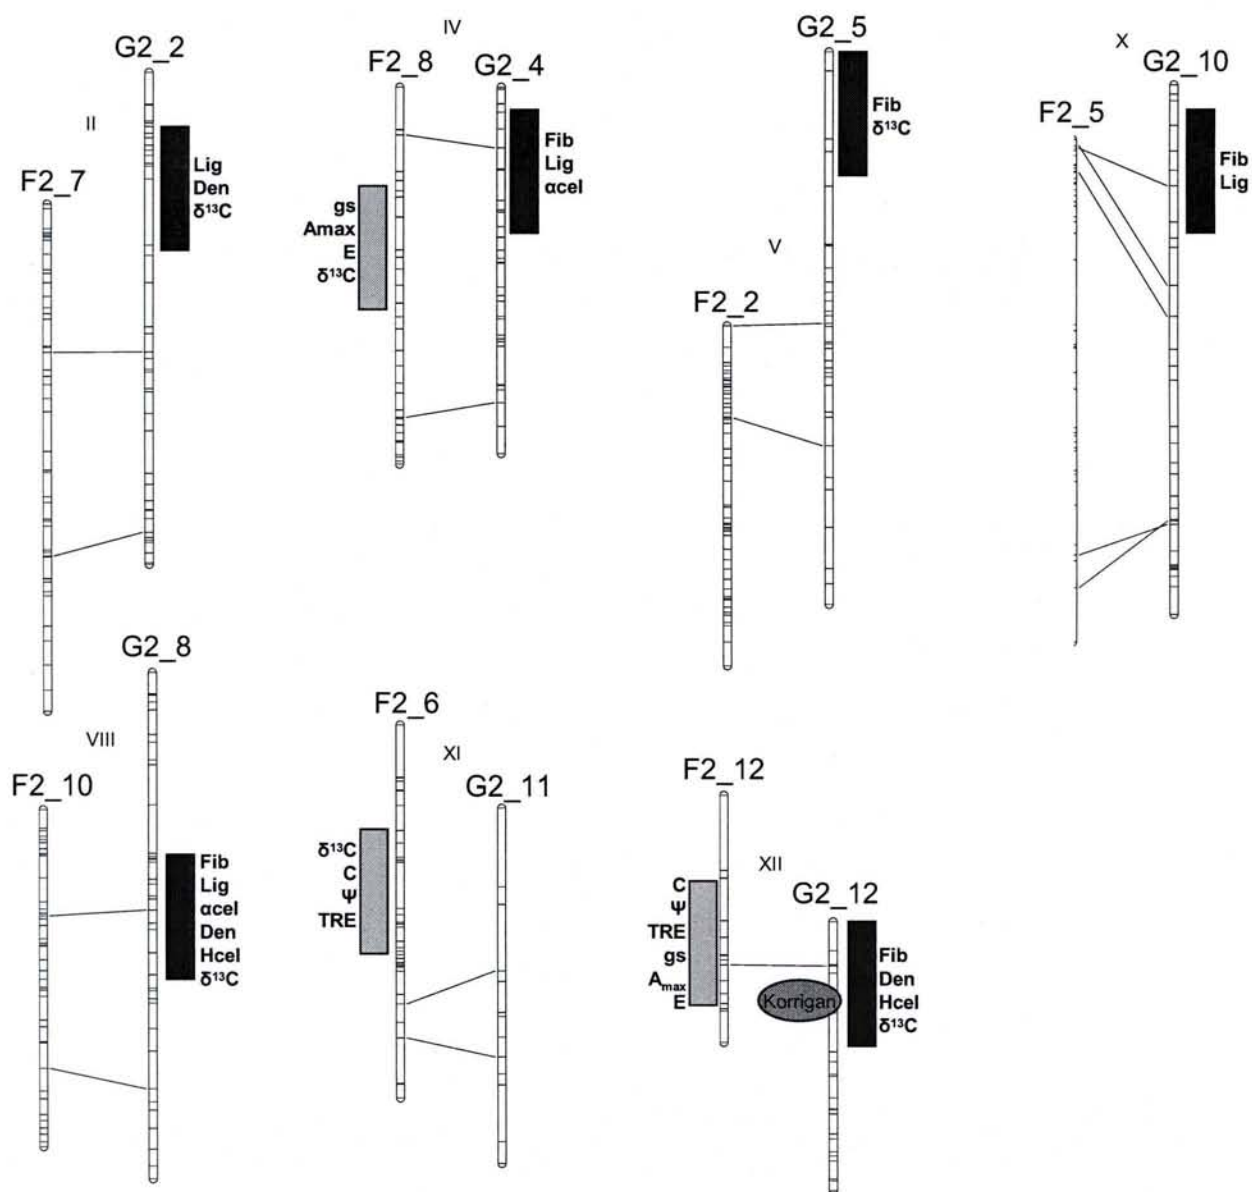 II
F2_7
G2_2
Lig
Den
δ¹³C
IV
F2_8
G2_4
gs
Amax
E
δ¹³C
Fib
Lig
αcel
V
F2_2
G2_5
Fib
δ¹³C
X
F2_5
G2_10
Fib
Lig
VIII
F2_10
G2_8
Fib
Lig
αcel
Den
Hcel
δ¹³C
XI
F2_6
G2_11
δ¹³C
C
Ψ
TRE
XII
F2_12
G2_12
C
Ψ
TRE
gs
Amax
E
Korrigan
Fib
Den
Hcel
δ¹³C